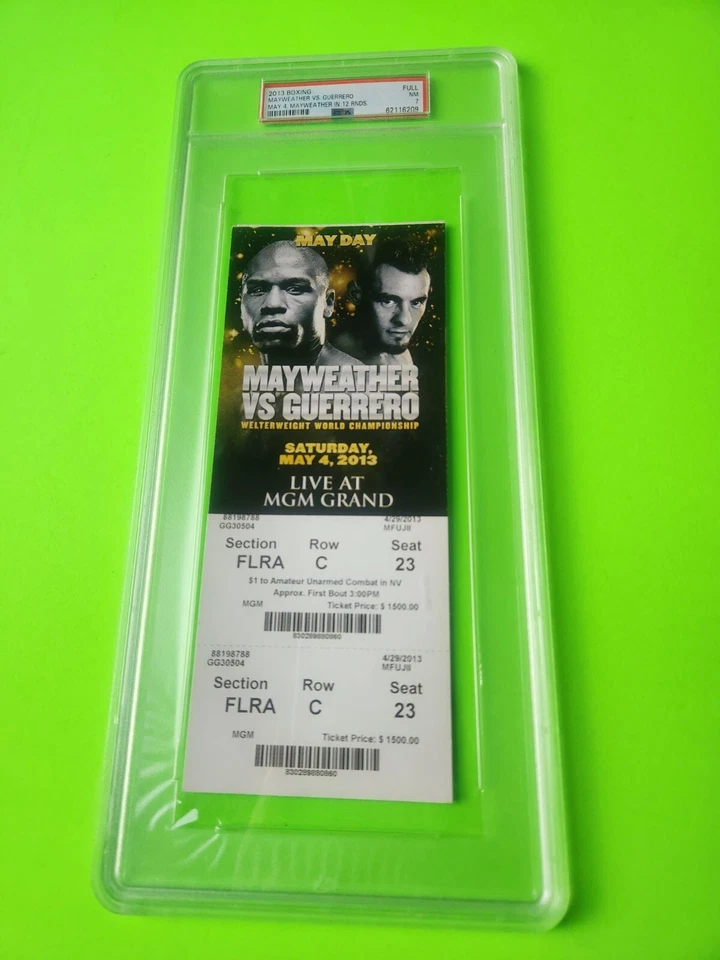 2013 BOXING FULL
MAYWEATHER VS. GUERRERO NM
MAY 4, MAYWEATHER IN 12 RNDS. 7
62116209
MAY DAY
MAYWEATHER
VS GUERRERO
WELTERWEIGHT WORLD CHAMPIONSHIP
SATURDAY,
MAY 4, 2013
LIVE AT
MGM GRAND
88198788 4/29/2013
GG30504 MFUJII
Section Row Seat
FLRA C 23
$1 to Amateur Unarmed Combat in NV
Approx. First Bout 3:00PM
MGM Ticket Price: $ 1500.00
830289880860
88198788 4/29/2013
GG30504 MFUJII
Section Row Seat
FLRA C 23
MGM Ticket Price: $ 1500.00
830289880860